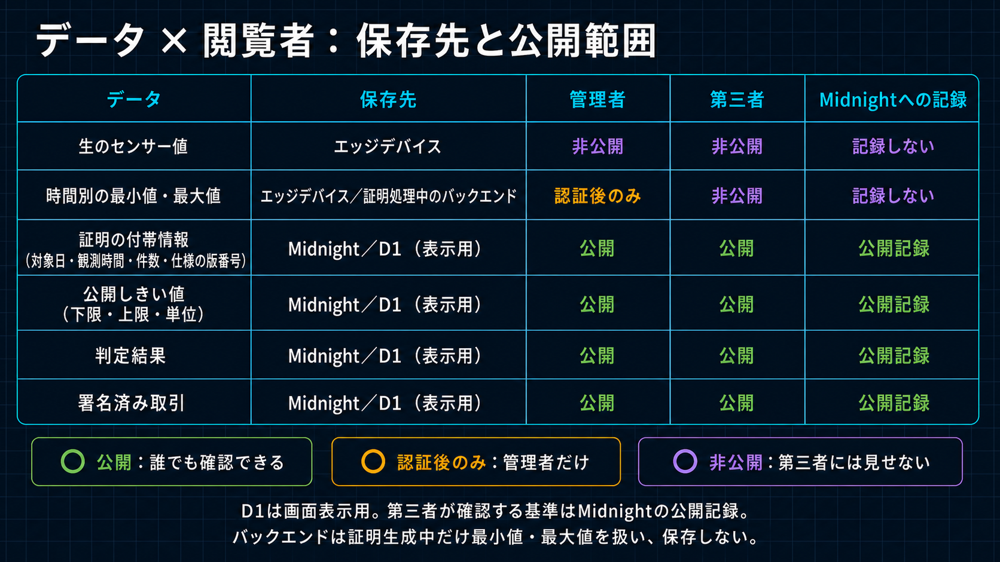 データ × 閲覧者：保存先と公開範囲
データ
保存先
管理者
第三者
Midnightへの記録
生のセンサー値
エッジデバイス
非公開
非公開
記録しない
時間別の最小値・最大値
エッジデバイス／証明処理中のバックエンド
認証後のみ
非公開
記録しない
証明の付帯情報
（対象日・観測時間・件数・仕様の版番号）
Midnight／D1（表示用）
公開
公開
公開記録
公開しきい値
（下限・上限・単位）
Midnight／D1（表示用）
公開
公開
公開記録
判定結果
Midnight／D1（表示用）
公開
公開
公開記録
署名済み取引
Midnight／D1（表示用）
公開
公開
公開記録
公開：誰でも確認できる
認証後のみ：管理者だけ
非公開：第三者には見せない
D1は画面表示用。第三者が確認する基準はMidnightの公開記録。
バックエンドは証明生成中だけ最小値・最大値を扱い、保存しない。